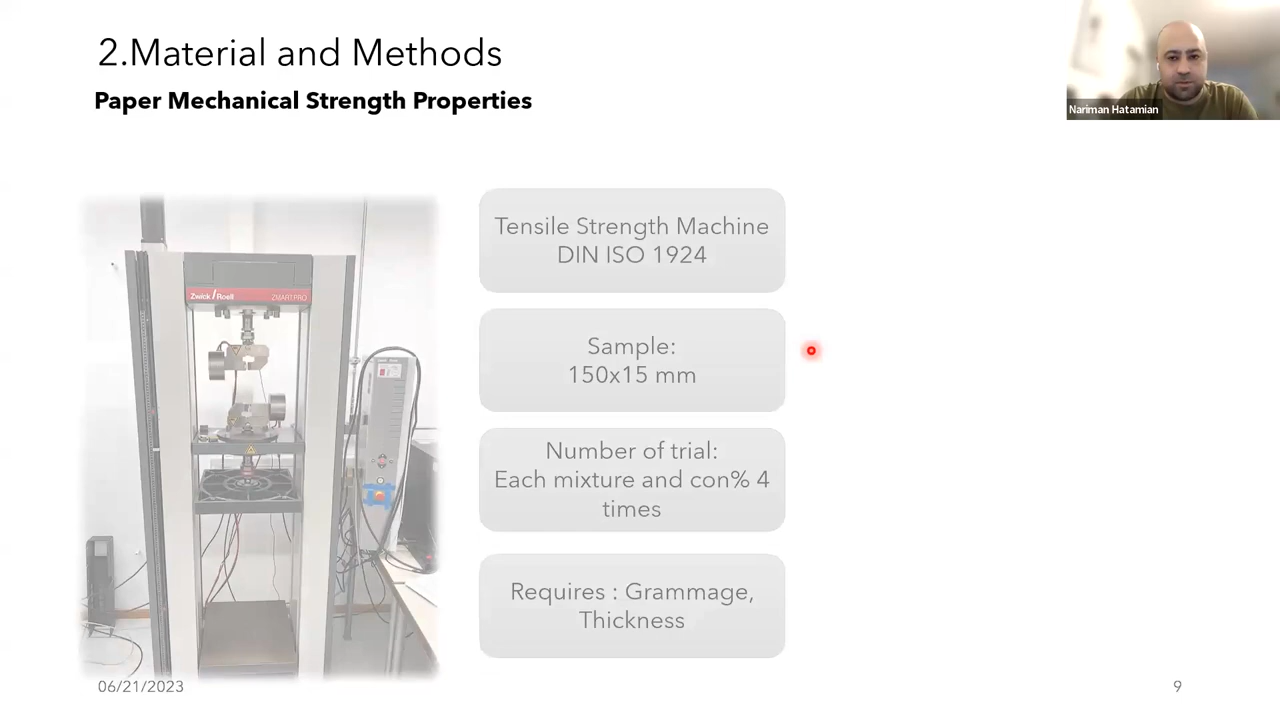 2.Material and Methods
Paper Mechanical Strength Properties
Nariman Hatamian
Zwick / Roell ZMARTPRO
Tensile Strength Machine
DIN ISO 1924
Sample:
150x15 mm
Number of trial:
Each mixture and con% 4
times
Requires : Grammage,
Thickness
06/21/2023
9